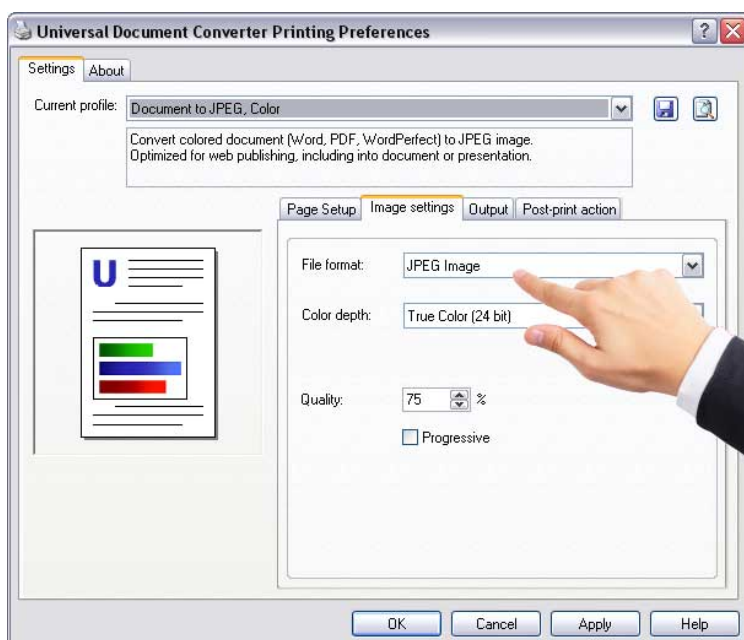 Universal Document Converter Printing Preferences
Settings
About
Current profile:
Document to JPEG, Color
Convert colored document (Word, PDF, WordPerfect) to JPEG image.
Optimized for web publishing, including into document or presentation.
Page Setup
Image settings
Output
Post-print action
U
File format:
JPEG Image
Color depth:
True Color (24 bit)
Quality:
75
%
Progressive
OK
Cancel
Apply
Help